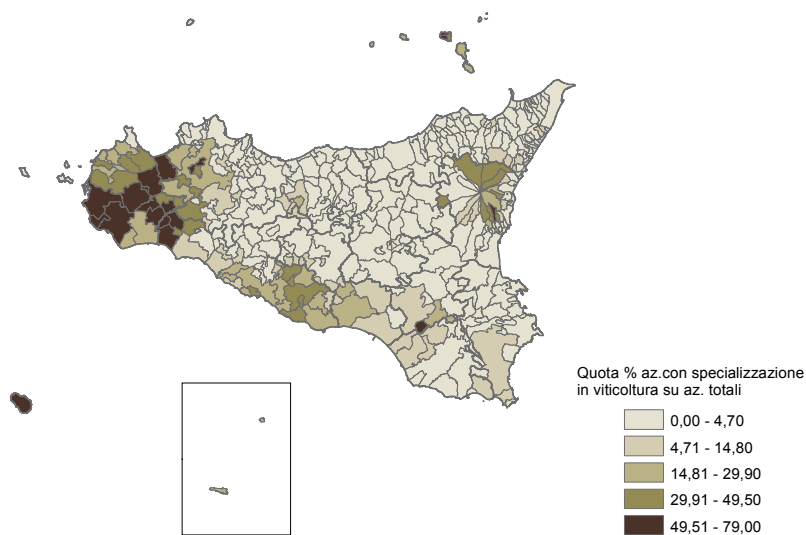 Quota % az.con specializzazione
in viticoltura su az. totali
0,00 - 4,70
4,71 - 14,80
14,81 - 29,90
29,91 - 49,50
49,51 - 79,00